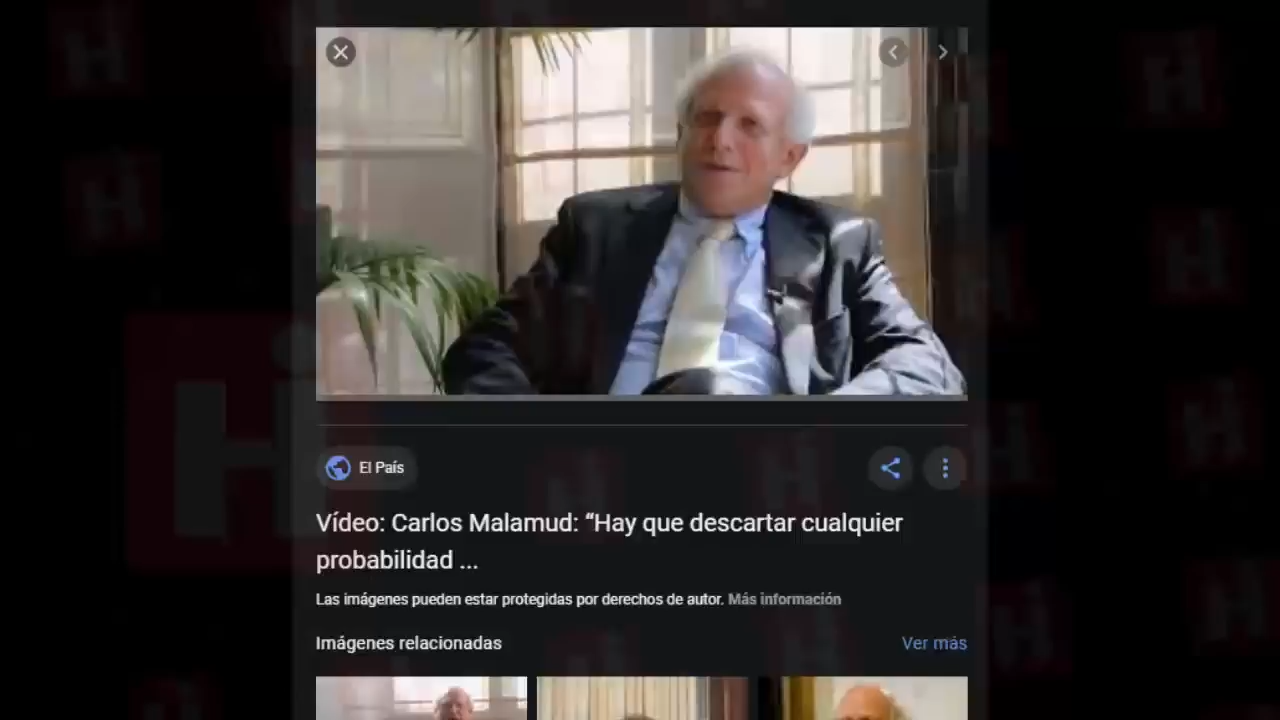 El País
Vídeo: Carlos Malamud: “Hay que descartar cualquier
probabilidad ...
Las imágenes pueden estar protegidas por derechos de autor. Más información
Imágenes relacionadas
Ver más